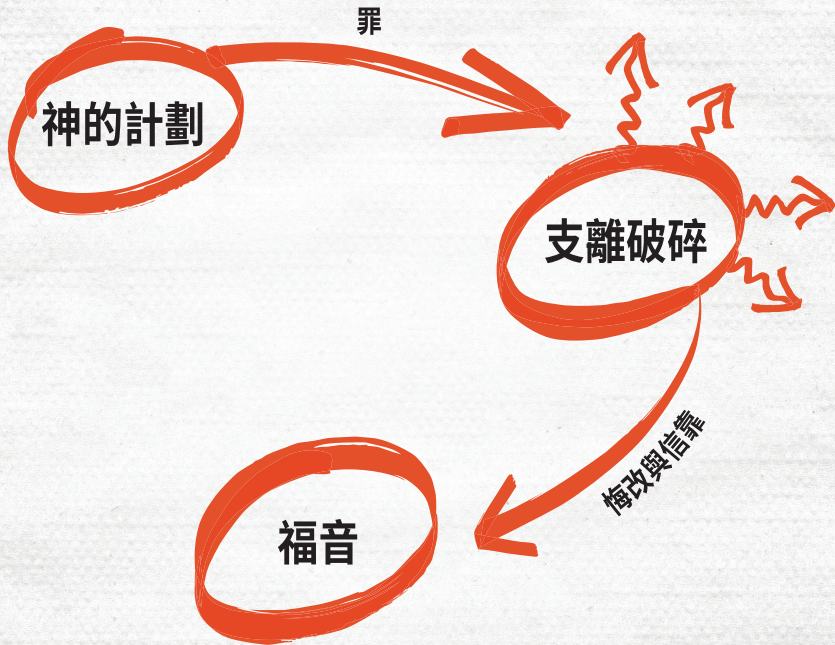 罪
神的計劃
支離破碎
悔改與信靠
福音